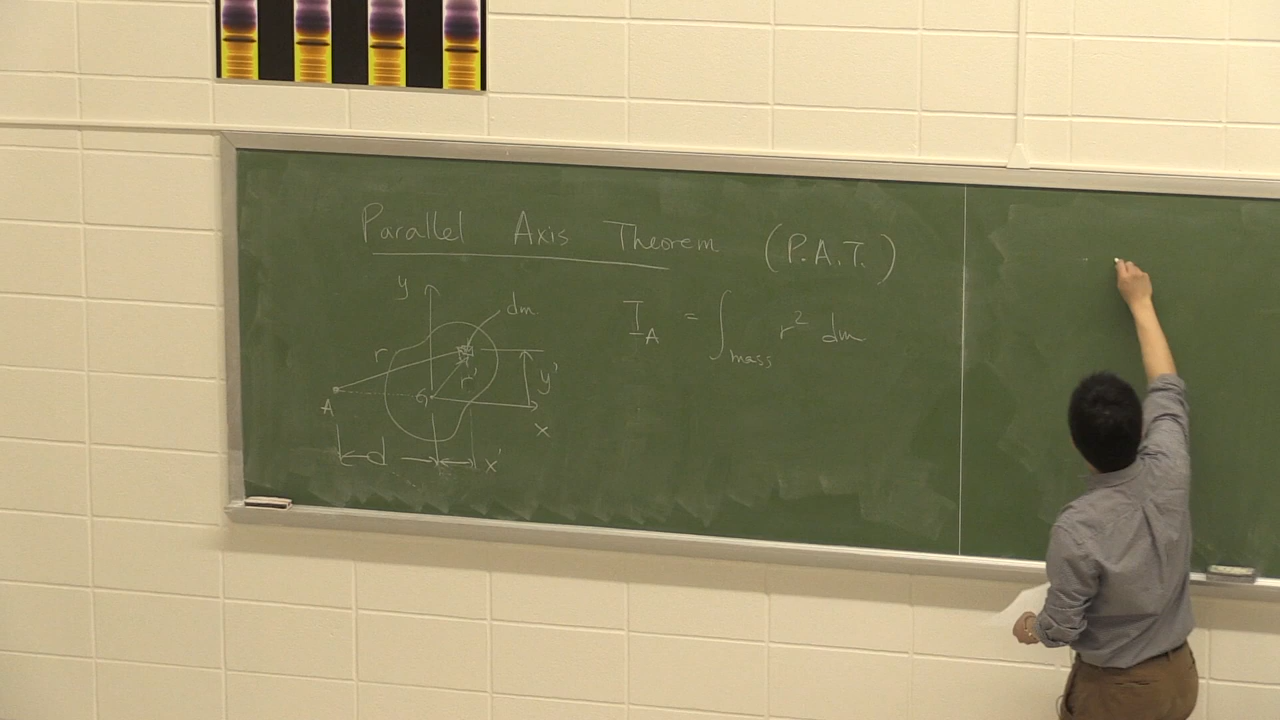 Parallel Axis Theorem (P.A.T.)
y
dm
I_A = ∫_mass r² dm
r
r'
y'
A
G
x
d
x'